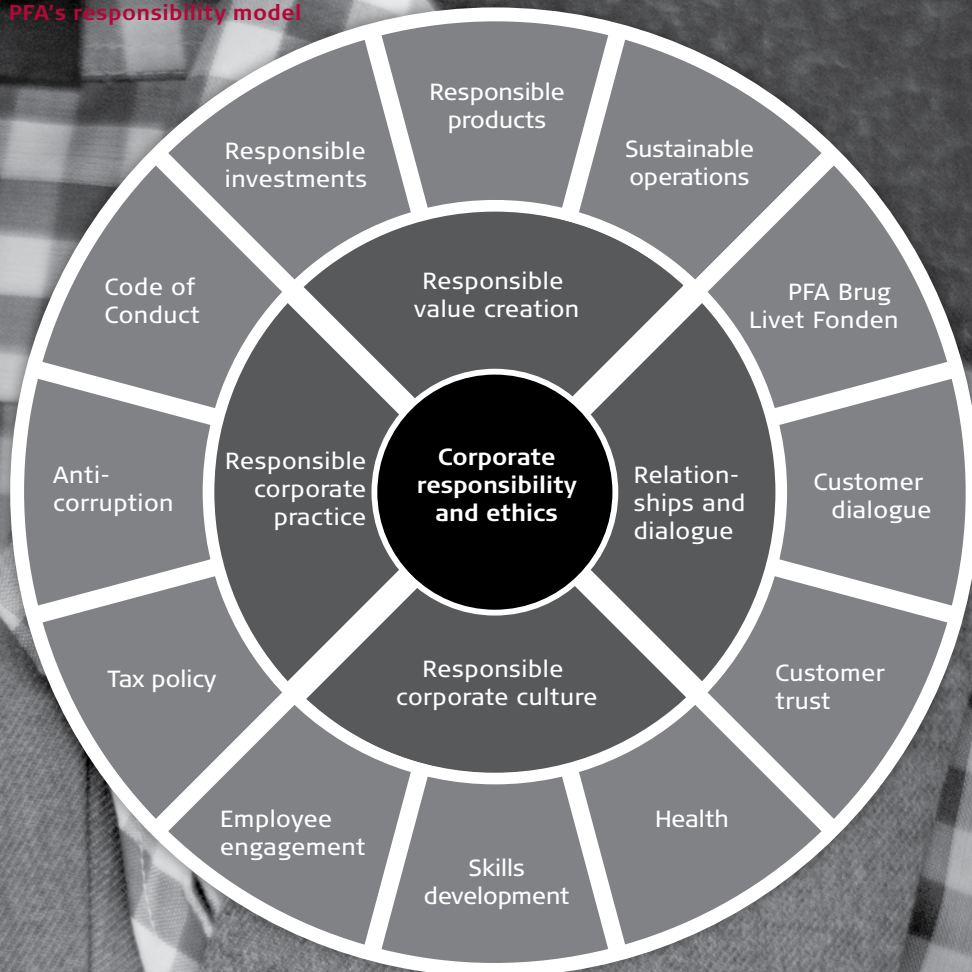 PFA's responsibility model
Responsible
products
Responsible
investments
Sustainable
operations
Code of
Conduct
Responsible
value creation
PFA Brug
Livet Fonden
Anti-
corruption
Responsible
corporate
practice
Corporate
responsibility
and ethics
Relation-
ships and
dialogue
Customer
dialogue
Tax policy
Responsible
corporate culture
Customer
trust
Employee
engagement
Skills
development
Health